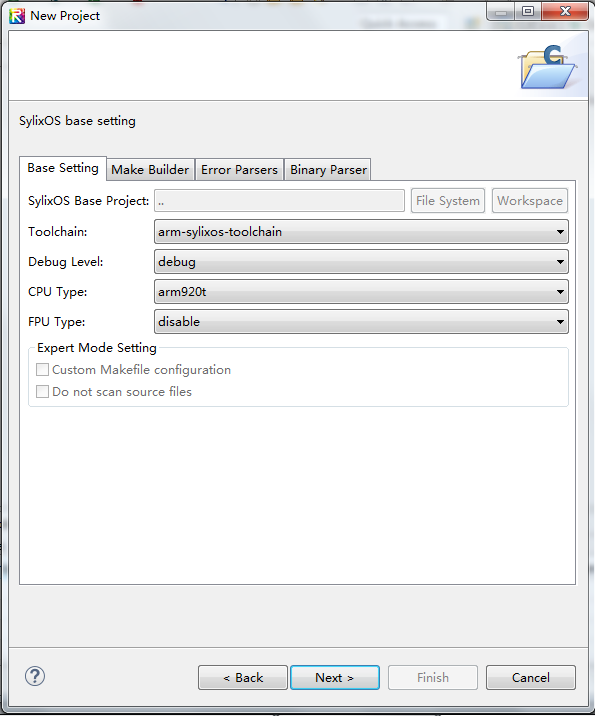 New Project
SylixOS base setting
Base Setting Make Builder Error Parsers Binary Parser
SylixOS Base Project: .. File System Workspace
Toolchain: arm-sylixos-toolchain
Debug Level: debug
CPU Type: arm920t
FPU Type: disable
Expert Mode Setting
Custom Makefile configuration
Do not scan source files
? < Back Next > Finish Cancel